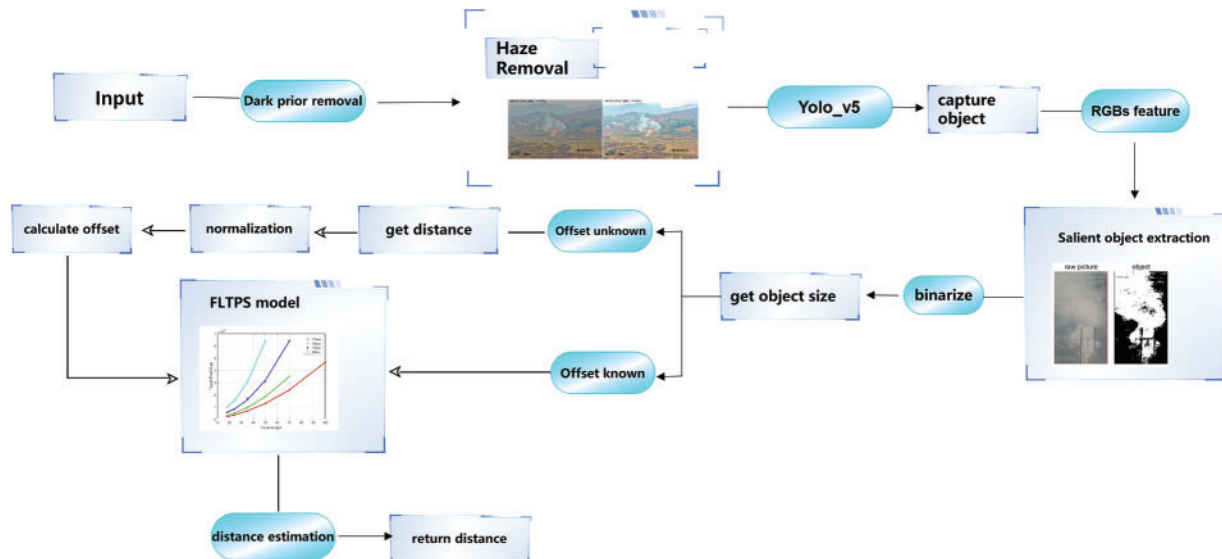 Input
Dark prior removal
Haze
Removal
Yolo_v5
capture
object
RGBs feature
Salient object extraction
raw picture
object
binarize
get object size
Offset unknown
get distance
normalization
calculate offset
Offset known
FLTPS model
distance estimation
return distance